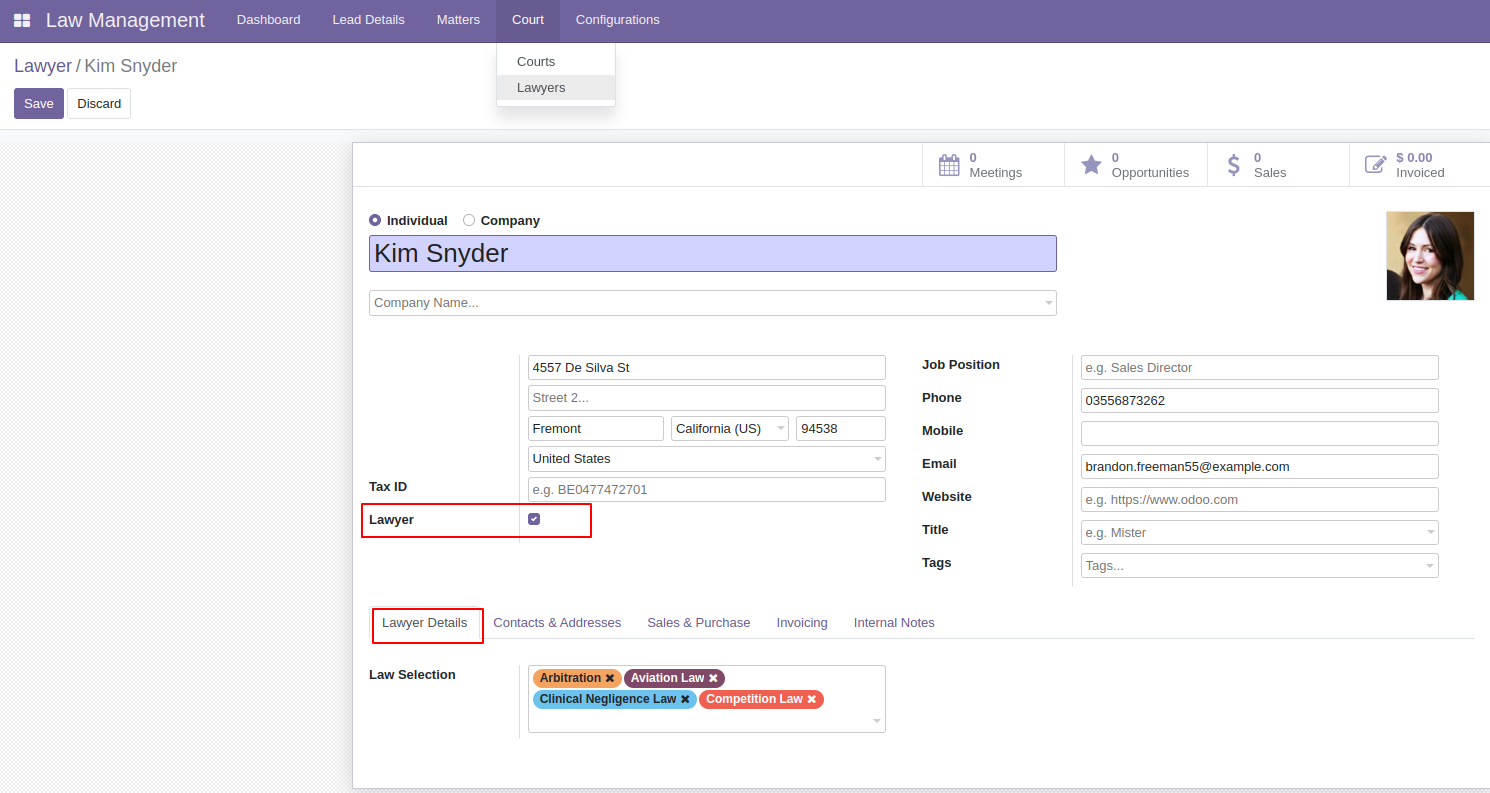 Law Management Dashboard Lead Details Matters Court Configurations
Lawyer / Kim Snyder
Courts
Lawyers
Save Discard
0 Meetings
0 Opportunities
0 Sales
$ 0.00 Invoiced
Individual Company
Kim Snyder
Company Name...
4557 De Silva St
Street 2...
Fremont California (US) 94538
United States
Tax ID e.g. BE0477472701
Lawyer
Job Position e.g. Sales Director
Phone 03556873262
Mobile
Email brandon.freeman55@example.com
Website e.g. https://www.odoo.com
Title e.g. Mister
Tags Tags...
Lawyer Details Contacts & Addresses Sales & Purchase Invoicing Internal Notes
Law Selection Arbitration Aviation Law
Clinical Negligence Law Competition Law